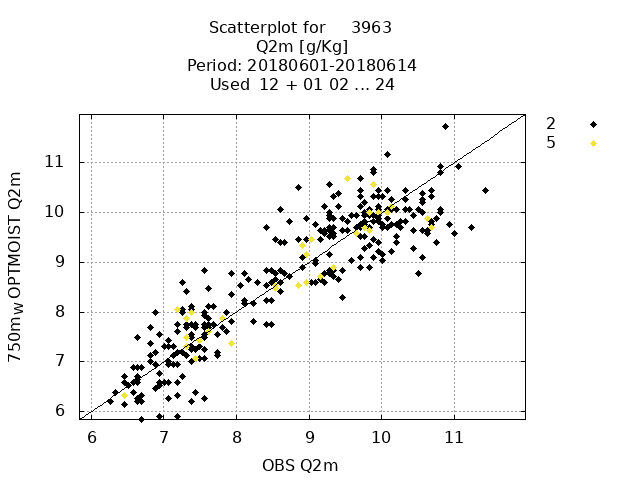 Scatterplot for 3963
Q2m [g/Kg]
Period: 20180601-20180614
Used 12 + 01 02 ... 24
2
5
750mw OPTMOIST Q2m
11
10
9
8
7
6
6 7 8 9 10 11
OBS Q2m